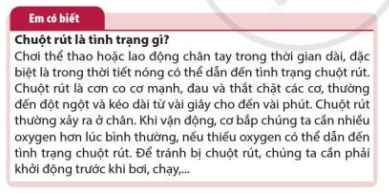 Em có biết
Chuột rút là tình trạng gì?
Chơi thể thao hoặc lao động chân tay trong thời gian dài, đặc
biệt là trong thời tiết nóng có thể dẫn đến tình trạng chuột rút.
Chuột rút là cơn co cơ mạnh, đau và thắt chặt các cơ, thường
đến đột ngột và kéo dài từ vài giây cho đến vài phút. Chuột rút
thường xảy ra ở chân. Khi vận động, cơ bắp chúng ta cần nhiều
oxygen hơn lúc bình thường, nếu thiếu oxygen có thể dẫn đến
tình trạng chuột rút. Để tránh bị chuột rút, chúng ta cần phải
khởi động trước khi bơi, chạy,...